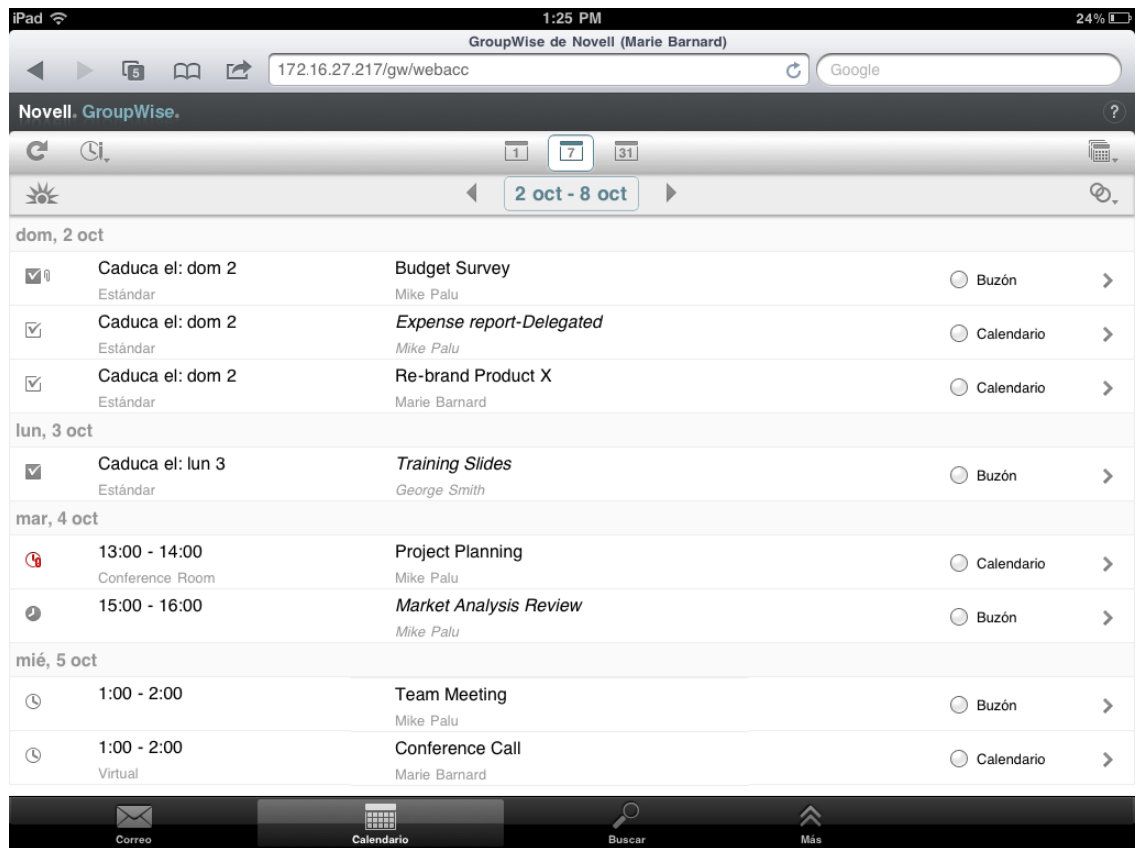 iPad 1:25 PM 24%
GroupWise de Novell (Marie Barnard)
5 172.16.27.217/gw/webacc Google
Novell. GroupWise. ?
1 7 31
2 oct - 8 oct
dom, 2 oct
Caduca el: dom 2 Budget Survey
Estándar Mike Palu
Buzón
Caduca el: dom 2 Expense report-Delegated
Estándar Mike Palu
Calendario
Caduca el: dom 2 Re-brand Product X
Estándar Marie Barnard
Calendario
lun, 3 oct
Caduca el: lun 3 Training Slides
Estándar George Smith
Buzón
mar, 4 oct
13:00 - 14:00 Project Planning
Conference Room Mike Palu
Calendario
15:00 - 16:00 Market Analysis Review
Mike Palu
Buzón
mié, 5 oct
1:00 - 2:00 Team Meeting
Mike Palu
Buzón
1:00 - 2:00 Conference Call
Virtual Marie Barnard
Calendario
Correo Calendario Buscar Más